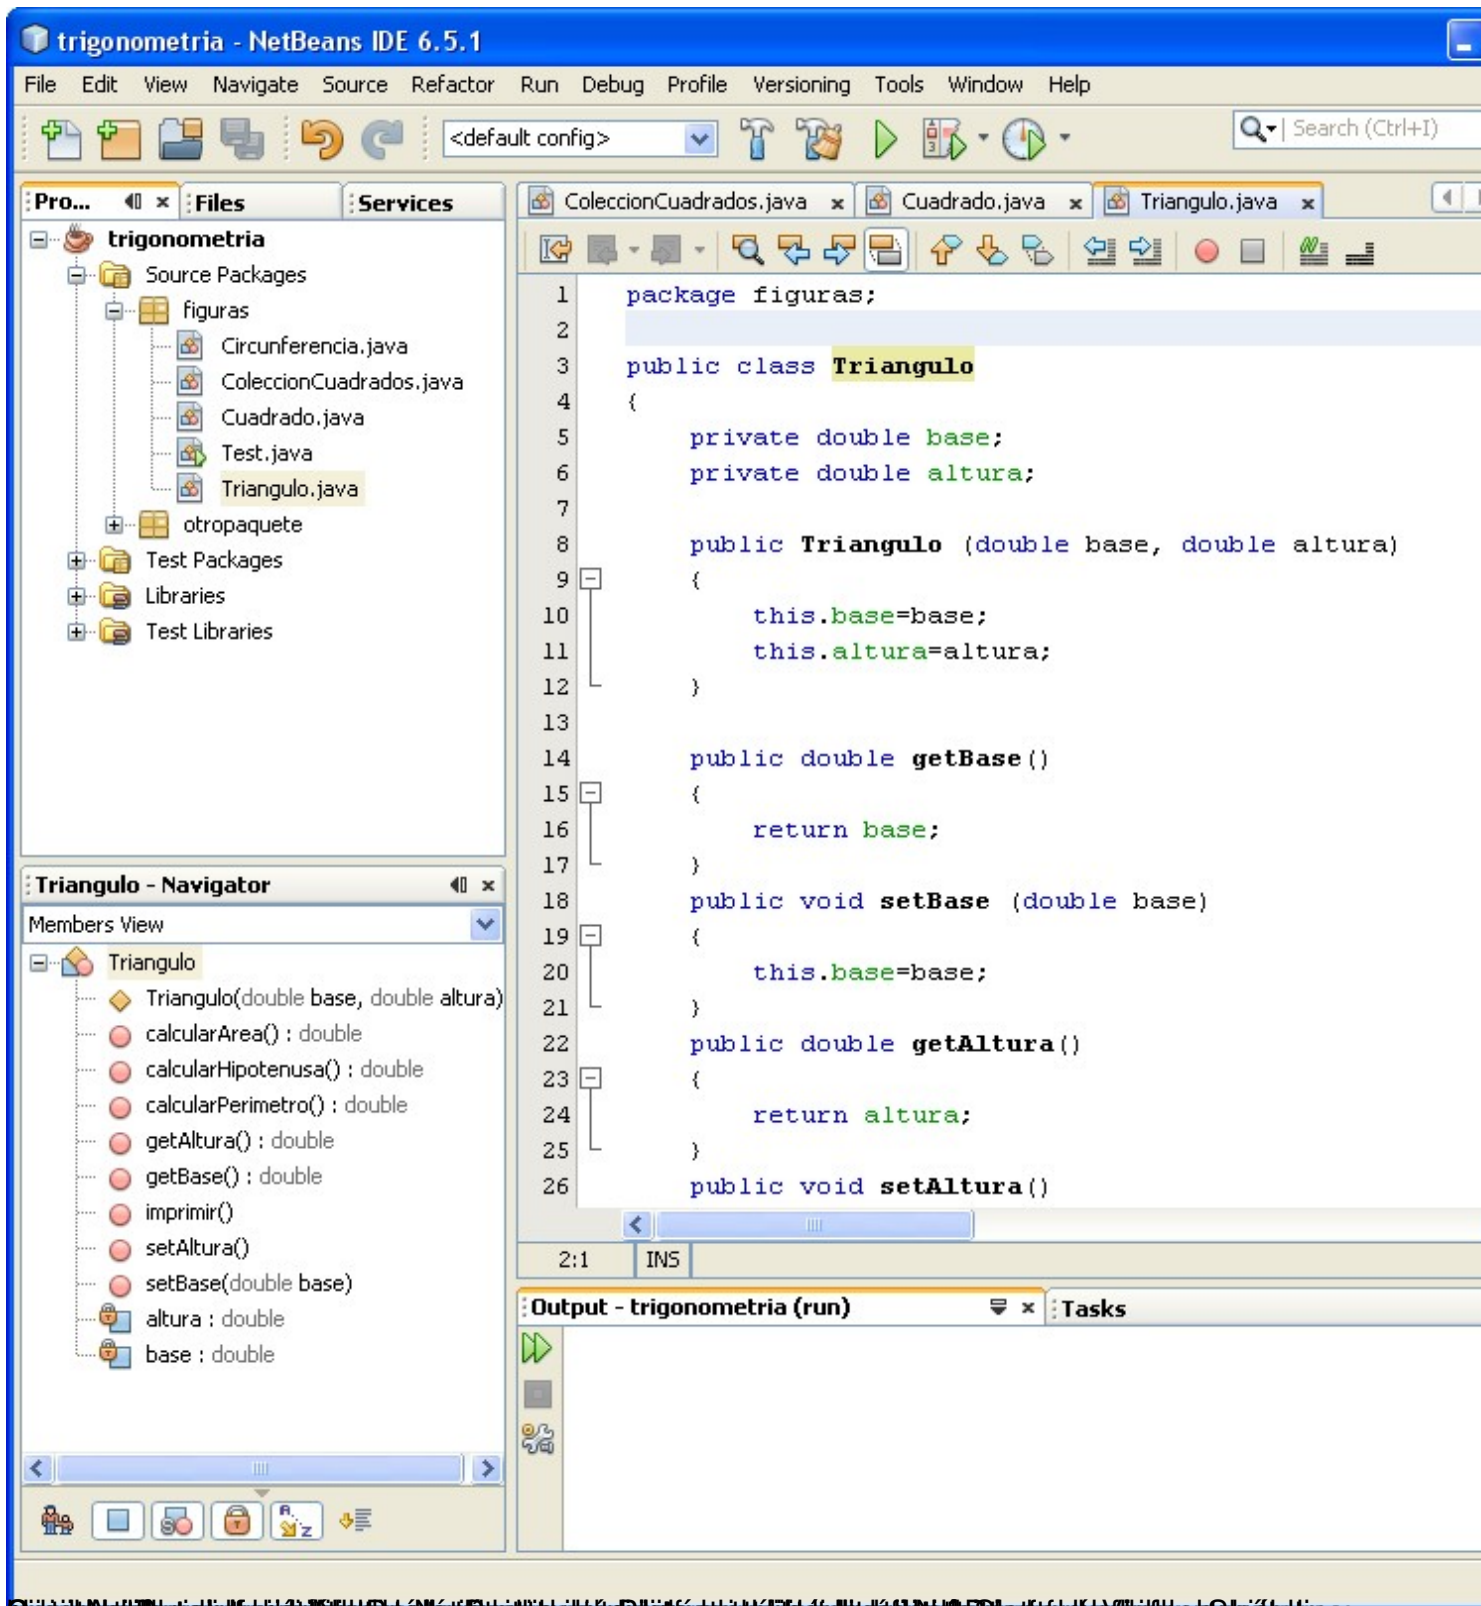 trigonometria - NetBeans IDE 6.5.1
File Edit View Navigate Source Refactor Run Debug Profile Versioning Tools Window Help
<default config>
Search (Ctrl+I)
Pro... Files Services
trigonometria
Source Packages
figuras
Circunferencia.java
ColeccionCuadrados.java
Cuadrado.java
Test.java
Triangulo.java
otropaquete
Test Packages
Libraries
Test Libraries
Triangulo - Navigator
Members View
Triangulo
Triangulo(double base, double altura)
calcularArea() : double
calcularHipotenusa() : double
calcularPerimetro() : double
getAltura() : double
getBase() : double
imprimir()
setAltura()
setBase(double base)
altura : double
base : double
ColeccionCuadrados.java Cuadrado.java Triangulo.java
1 package figuras;
2
3 public class Triangulo
4 {
5 private double base;
6 private double altura;
7
8 public Triangulo (double base, double altura)
9 {
10 this.base=base;
11 this.altura=altura;
12 }
13
14 public double getBase()
15 {
16 return base;
17 }
18 public void setBase (double base)
19 {
20 this.base=base;
21 }
22 public double getAltura()
23 {
24 return altura;
25 }
26 public void setAltura()
2:1 INS
Output - trigonometria (run) Tasks